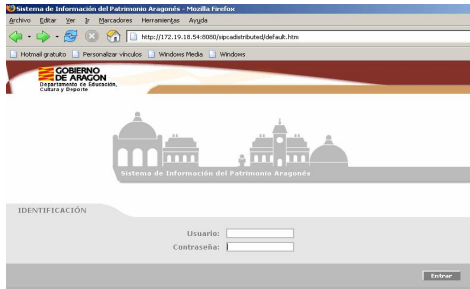 Sistema de Información del Patrimonio Aragonés - Mozilla Firefox
Archivo Editar Ver Ir Marcadores Herramientas Ayuda
http://172.19.18.54:8080/sipcadistributed/default.htm
Hotmail gratuito Personalizar vínculos Windows Media Windows
GOBIERNO
DE ARAGON
Departamento de Educación,
Cultura y Deporte
Sistema de Información del Patrimonio Aragonés
IDENTIFICACIÓN
Usuario:
Contraseña:
Entrar